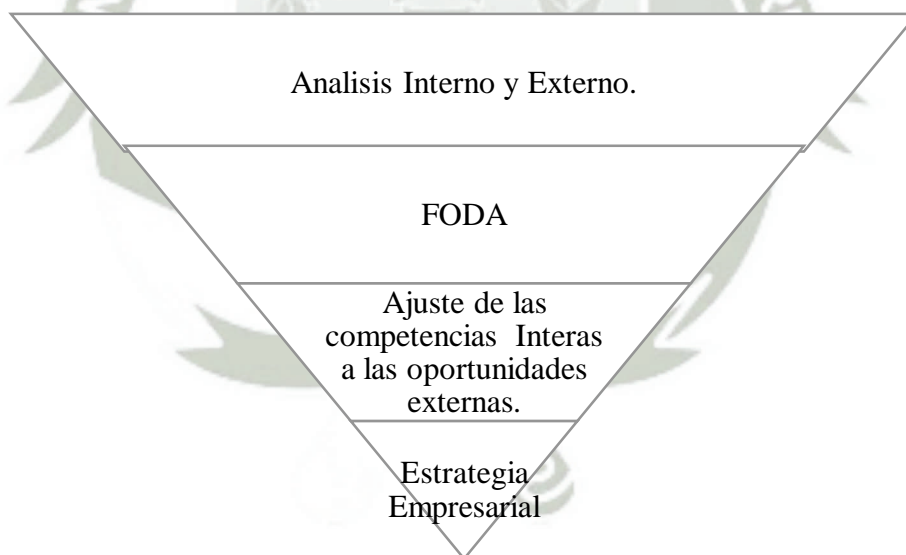 Analisis Interno y Externo.
FODA
Ajuste de las
competencias Interas
a las oportunidades
externas.
Estrategia
Empresarial